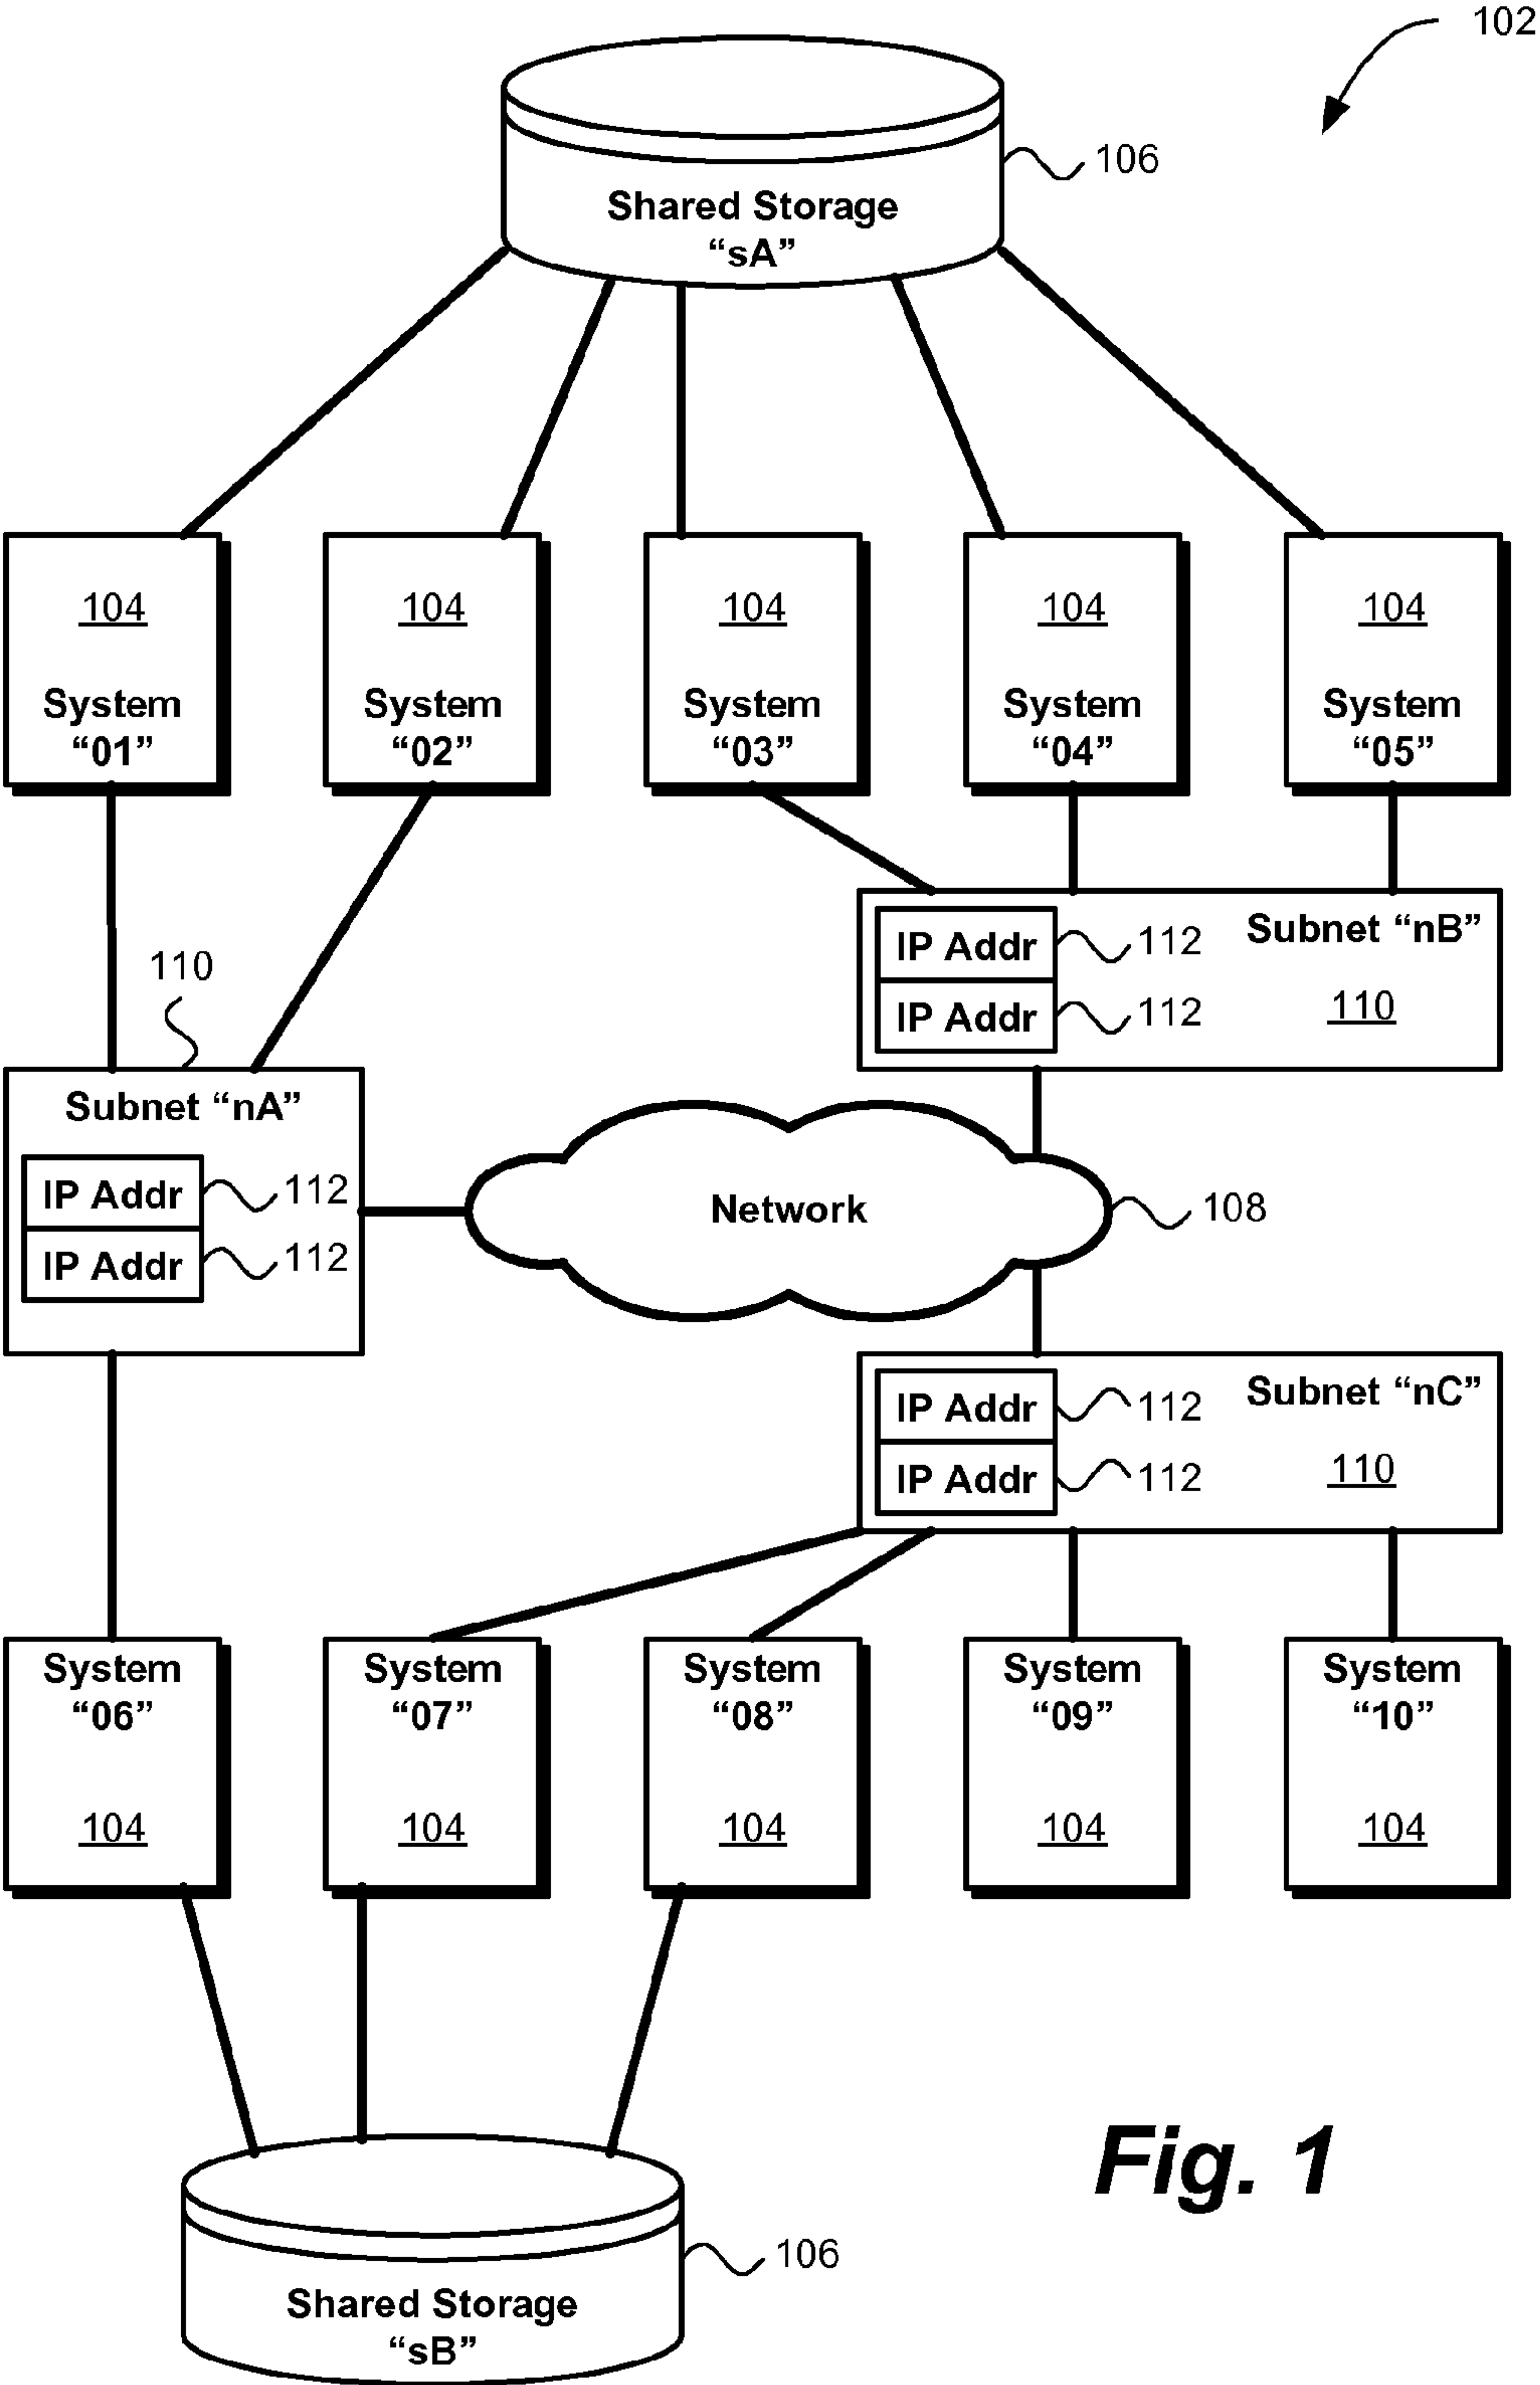 102
106
Shared Storage
“sA”
104
System
“01”
104
System
“02”
104
System
“03”
104
System
“04”
104
System
“05”
IP Addr
112
IP Addr
112
Subnet “nB”
110
110
Subnet “nA”
IP Addr
112
IP Addr
112
Network
108
IP Addr
112
IP Addr
112
Subnet “nC”
110
System
“06”
104
System
“07”
104
System
“08”
104
System
“09”
104
System
“10”
104
Fig. 1
106
Shared Storage
“sB”